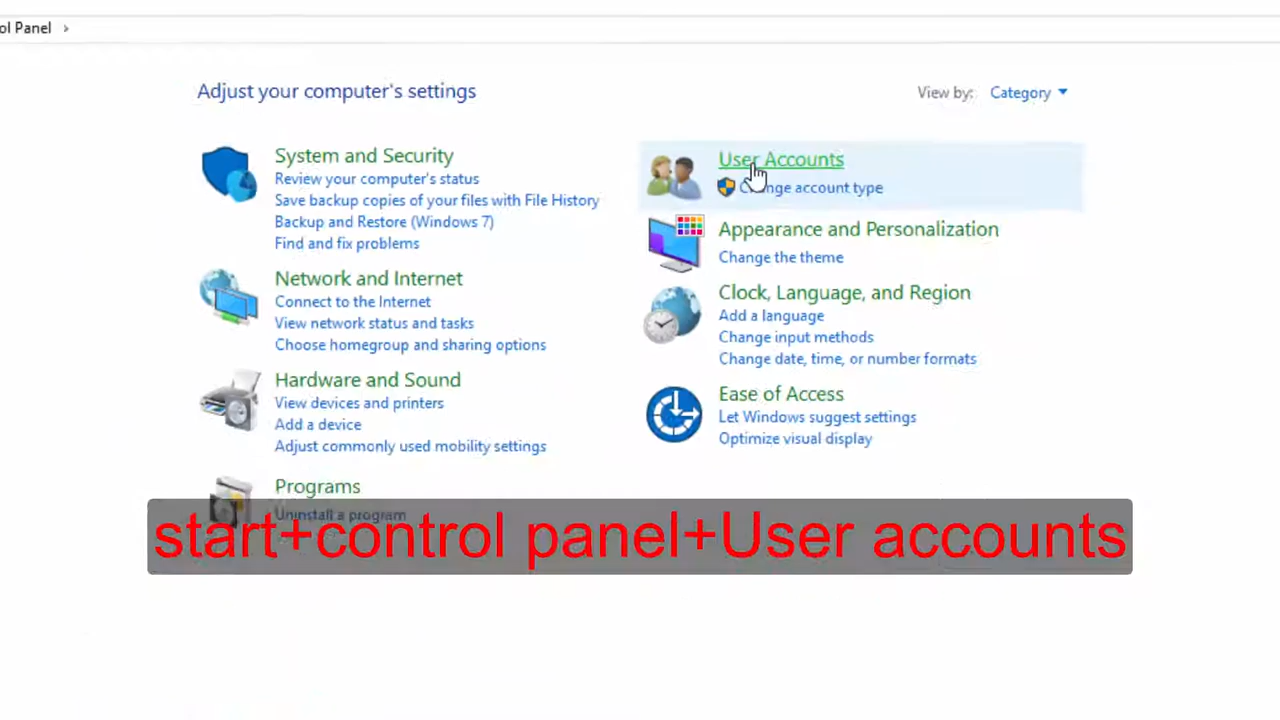 ol Panel >
Adjust your computer's settings
View by: Category
System and Security
Review your computer's status
Save backup copies of your files with File History
Backup and Restore (Windows 7)
Find and fix problems
Network and Internet
Connect to the Internet
View network status and tasks
Choose homegroup and sharing options
Hardware and Sound
View devices and printers
Add a device
Adjust commonly used mobility settings
Programs
Uninstall a program
User Accounts
Change account type
Appearance and Personalization
Change the theme
Clock, Language, and Region
Add a language
Change input methods
Change date, time, or number formats
Ease of Access
Let Windows suggest settings
Optimize visual display
start+control panel+User accounts